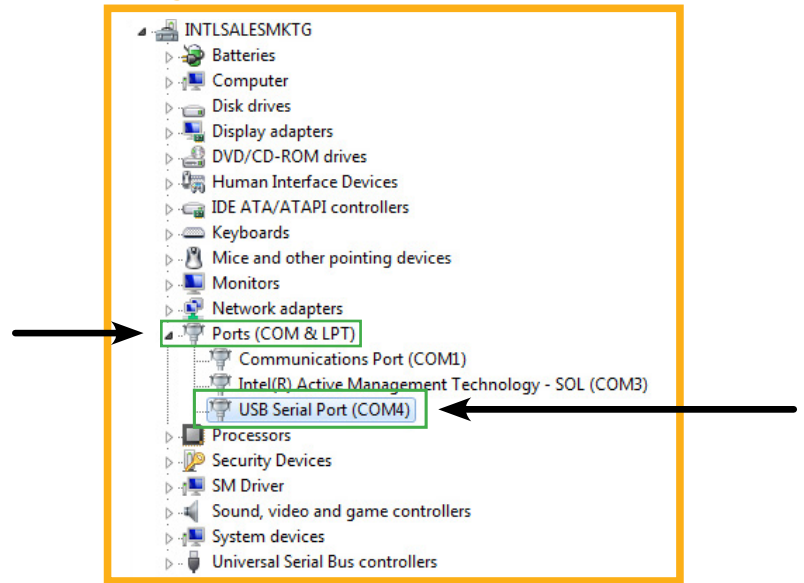 INTLSALESMKTG
Batteries
Computer
Disk drives
Display adapters
DVD/CD-ROM drives
Human Interface Devices
IDE ATA/ATAPI controllers
Keyboards
Mice and other pointing devices
Monitors
Network adapters
Ports (COM & LPT)
Communications Port (COM1)
Intel(R) Active Management Technology - SOL (COM3)
USB Serial Port (COM4)
Processors
Security Devices
SM Driver
Sound, video and game controllers
System devices
Universal Serial Bus controllers